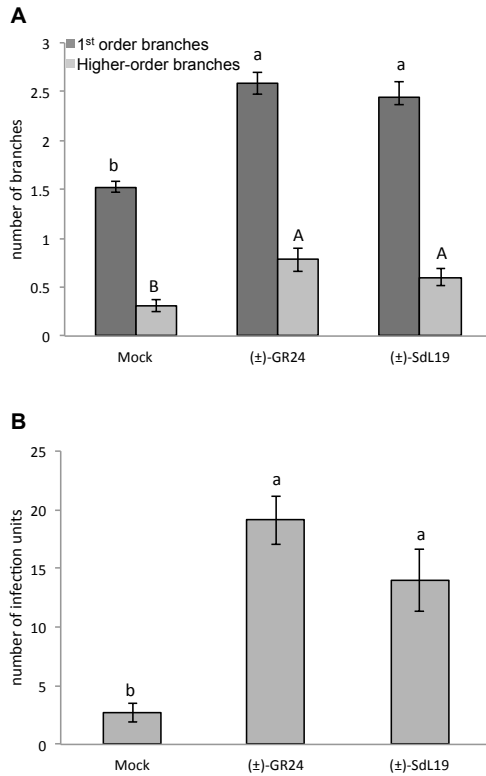 A
3
1st order branches
Higher-order branches
a
a
2.5
2
b
1.5
1
A
A
B
0.5
0
number of branches
Mock (±)-GR24 (±)-SdL19
B
25
a
20
a
15
10
5
b
0
number of infection units
Mock (±)-GR24 (±)-SdL19